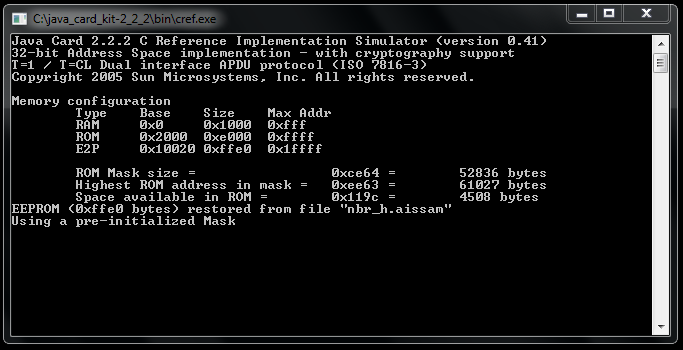 C:\java_card_kit-2_2_2\bin\cref.exe
Java Card 2.2.2 C Reference Implementation Simulator (version 0.41)
32-bit Address Space implementation - with cryptography support
T=1 / T=CL Dual interface APDU protocol (ISO 7816-3)
Copyright 2005 Sun Microsystems, Inc. All rights reserved.
Memory configuration
Type Base Size Max Addr
RAM 0x0 0x1000 0xfff
ROM 0x2000 0xe000 0xffff
E2P 0x10020 0xffe0 0x1ffff
ROM Mask size = 0xce64 = 52836 bytes
Highest ROM address in mask = 0xee63 = 61027 bytes
Space available in ROM = 0x119c = 4508 bytes
EEPROM (0xffe0 bytes) restored from file "nbr_h.aissam"
Using a pre-initialized Mask